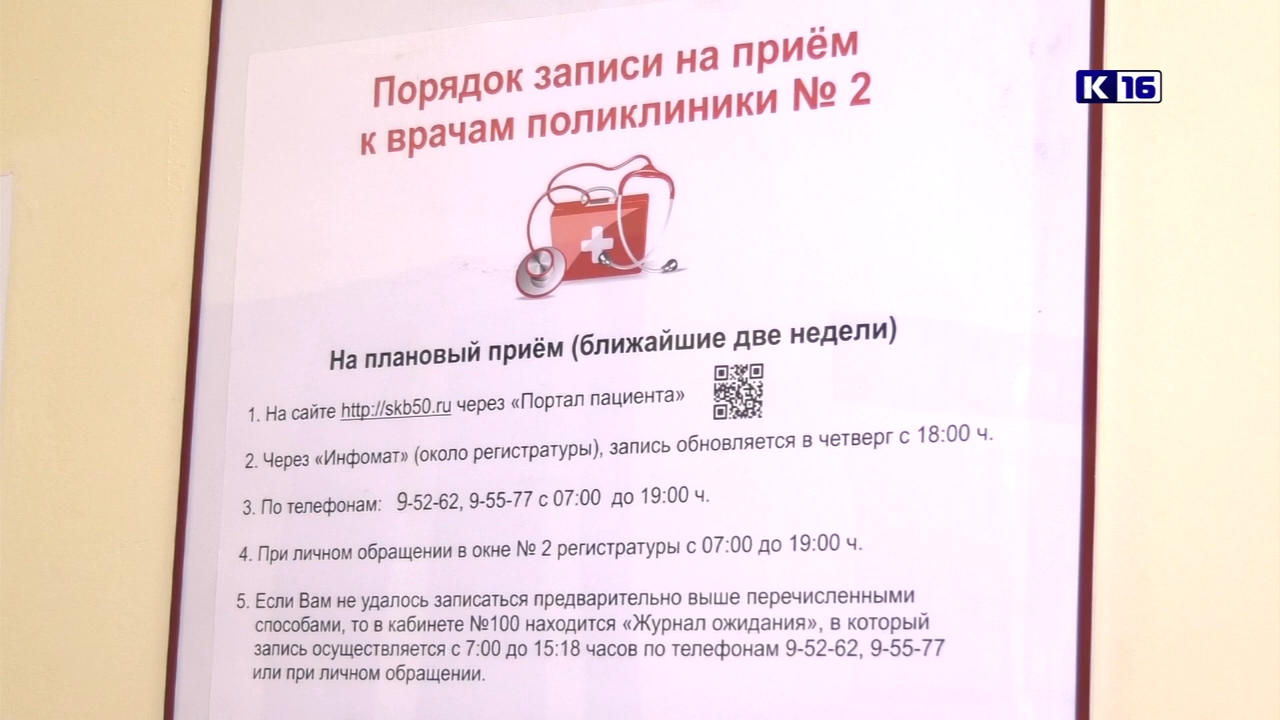 Порядок записи на приём
к врачам поликлиники № 2
K 16
На плановый приём (ближайшие две недели)
1. На сайте http://skb50.ru через «Портал пациента»
2. Через «Инфомат» (около регистратуры), запись обновляется в четверг с 18:00 ч.
3. По телефонам: 9-52-62, 9-55-77 с 07:00 до 19:00 ч.
4. При личном обращении в окне № 2 регистратуры с 07:00 до 19:00 ч.
5. Если Вам не удалось записаться предварительно выше перечисленными
способами, то в кабинете №100 находится «Журнал ожидания», в который
запись осуществляется с 7:00 до 15:18 часов по телефонам 9-52-62, 9-55-77
или при личном обращении.